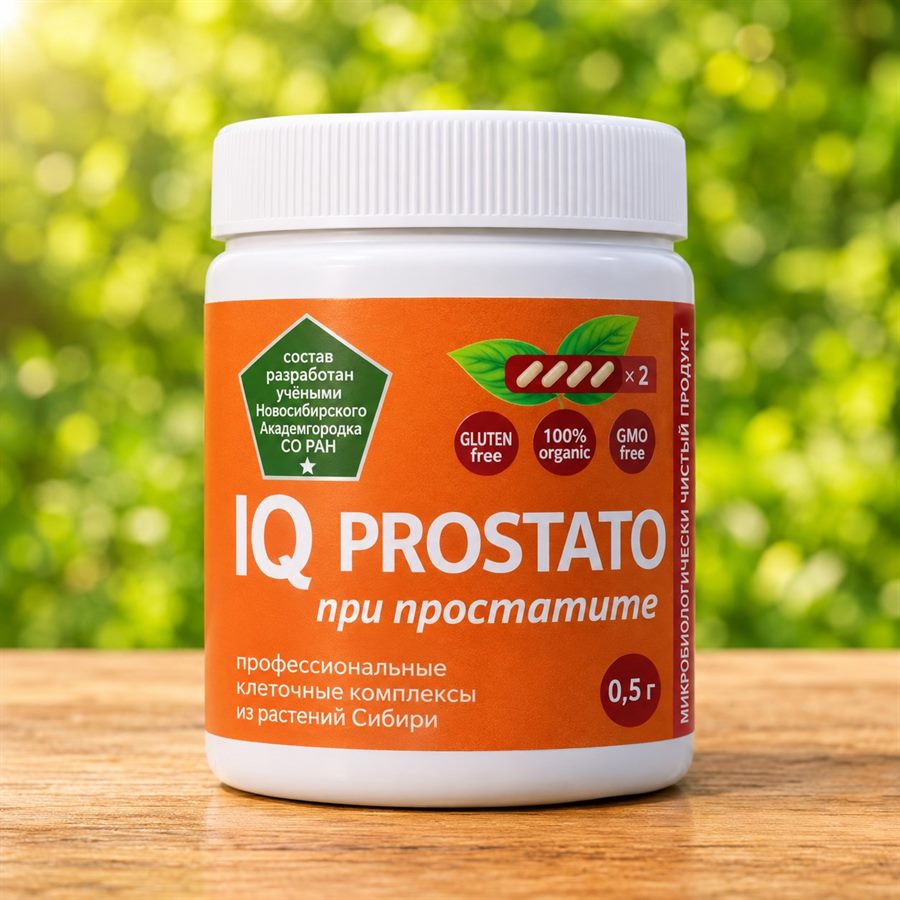 состав
разработан
учёными
Новосибирского
Академгородка
СО РАН
× 2
GLUTEN
free
100%
organic
GMO
free
IQ PROSTATO
при простатите
профессиональные
клеточные комплексы
из растений Сибири
0,5 г
МИКРОБИОЛОГИЧЕСКИ ЧИСТЫЙ ПРОДУКТ